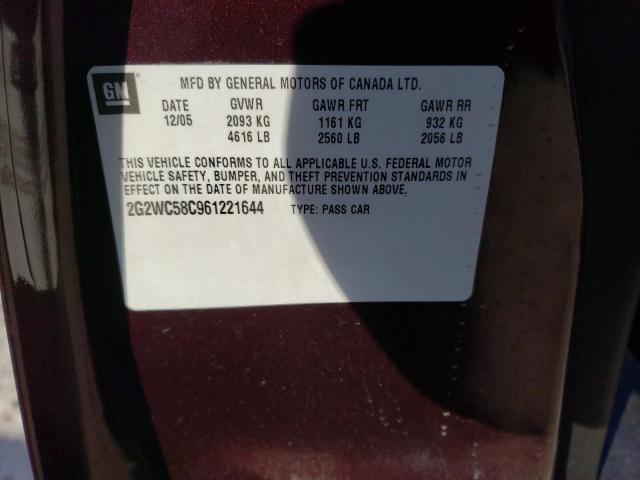 GM
MFD BY GENERAL MOTORS OF CANADA LTD.
DATE GVWR GAWR FRT GAWR RR
12/05 2093 KG 1161 KG 932 KG
4616 LB 2560 LB 2056 LB
THIS VEHICLE CONFORMS TO ALL APPLICABLE U.S. FEDERAL MOTOR
VEHICLE SAFETY, BUMPER, AND THEFT PREVENTION STANDARDS IN
EFFECT ON THE DATE OF MANUFACTURE SHOWN ABOVE.
2G2WC58C961221644 TYPE: PASS CAR